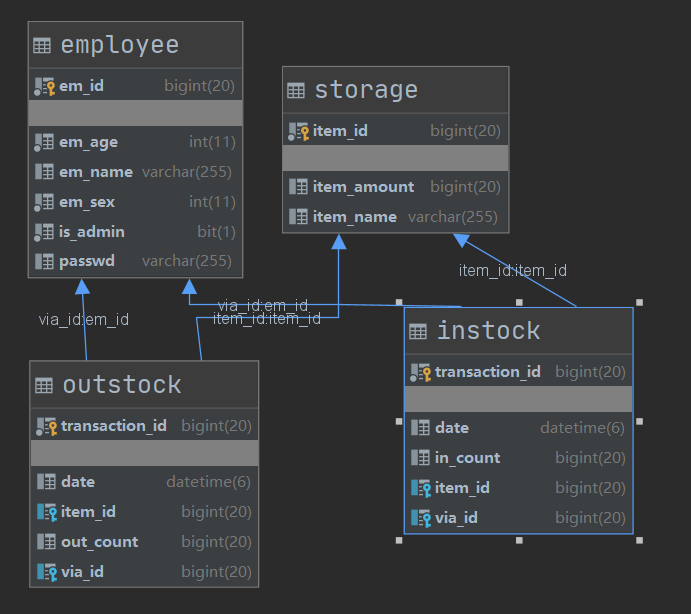 employee
em_id bigint(20)
em_age int(11)
em_name varchar(255)
em_sex int(11)
is_admin bit(1)
passwd varchar(255)
storage
item_id bigint(20)
item_amount bigint(20)
item_name varchar(255)
item_id:item_id
via_id:em_id
via_id:em_id
item_id:item_id
outstock
transaction_id bigint(20)
date datetime(6)
item_id bigint(20)
out_count bigint(20)
via_id bigint(20)
instock
transaction_id bigint(20)
date datetime(6)
in_count bigint(20)
item_id bigint(20)
via_id bigint(20)